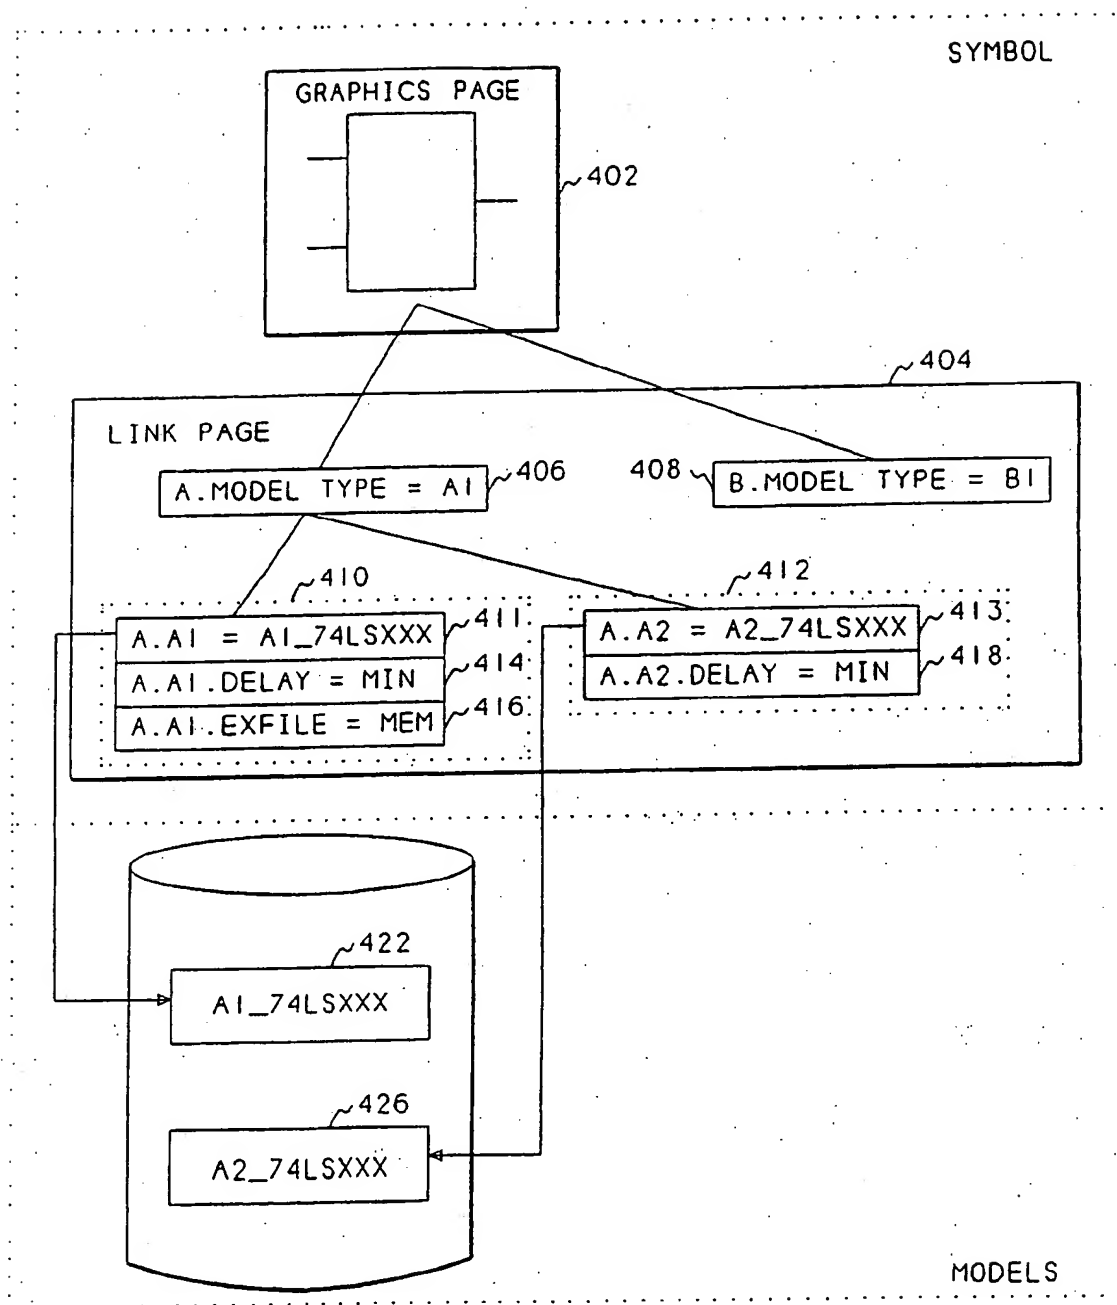 SYMBOL
GRAPHICS PAGE
402
404
LINK PAGE
A.MODEL TYPE = A1
406
408
B.MODEL TYPE = B1
410
412
A.A1 = A1_74LSXXX
411
A.A2 = A2_74LSXXX
413
A.A1.DELAY = MIN
414
A.A2.DELAY = MIN
418
A.A1.EXFILE = MEM
416
422
A1_74LSXXX
426
A2_74LSXXX
MODELS